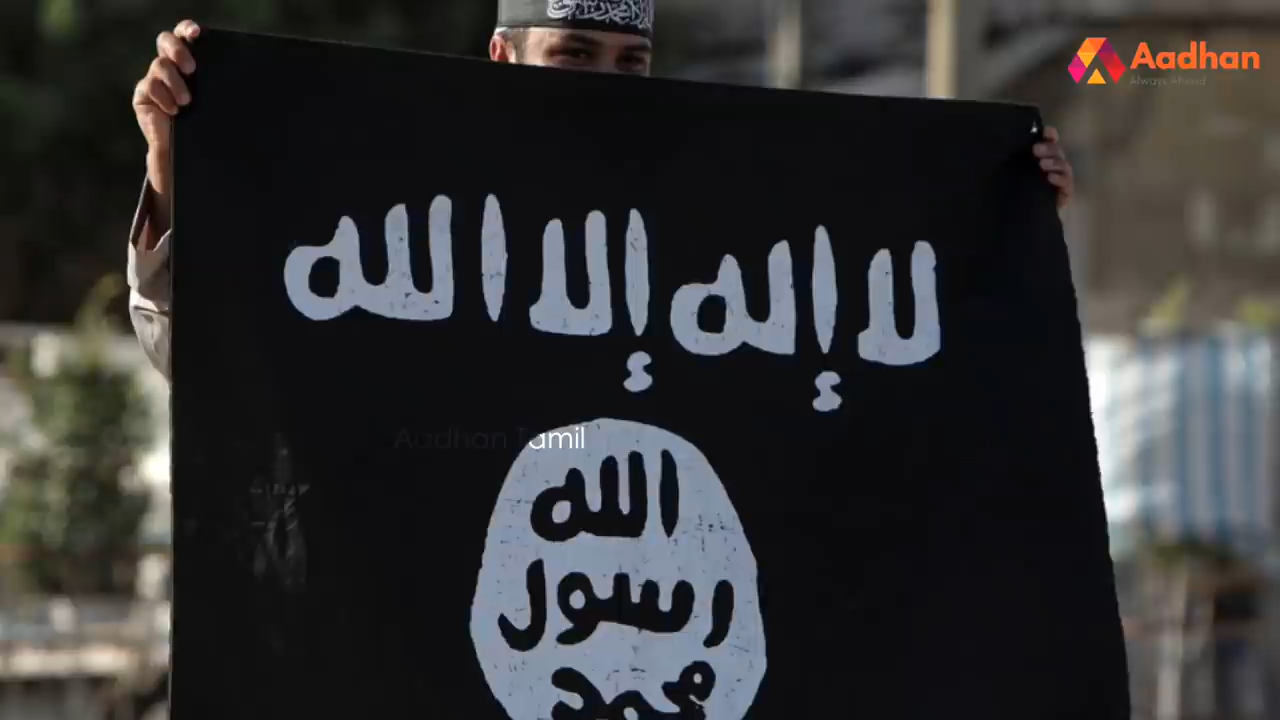 Aadhan
Always Ahead
لا إله إلا الله
Aadhan Tamil
الله
رسول
محمد